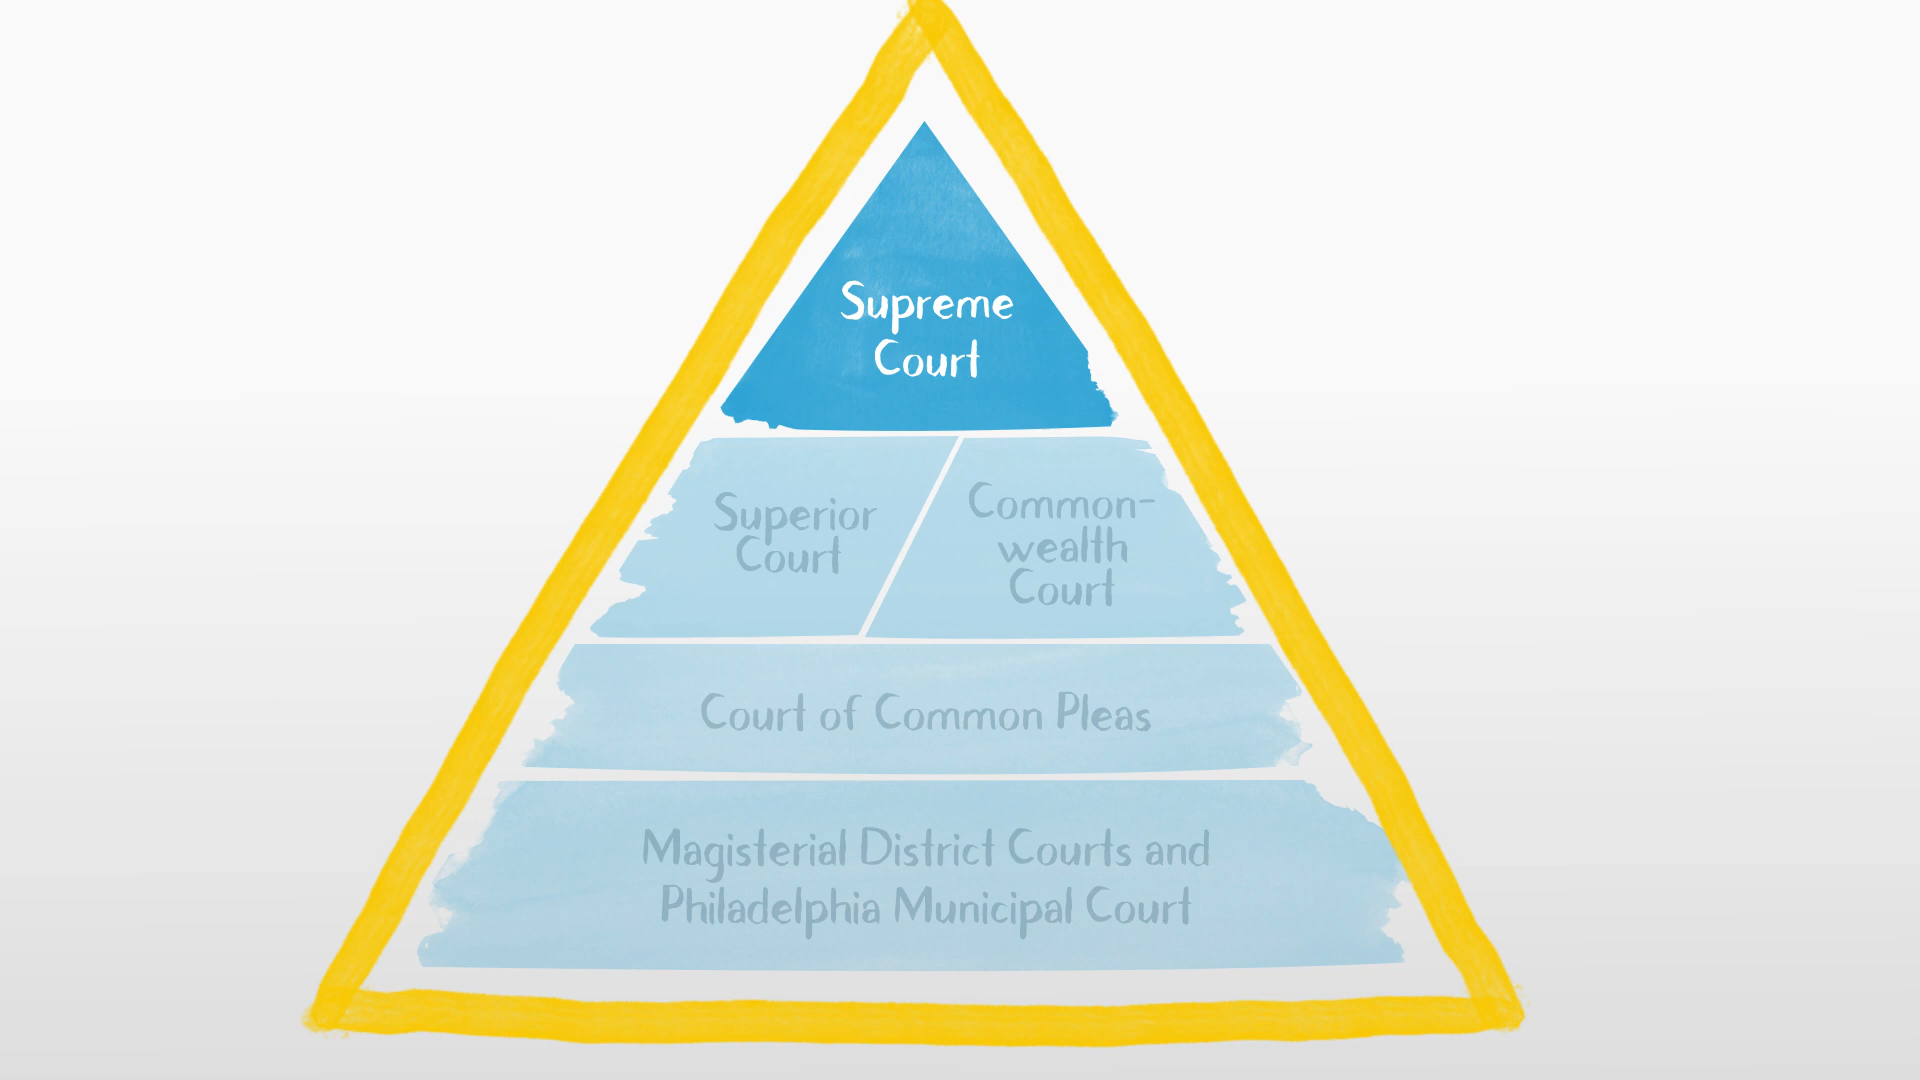 Supreme
Court
Superior
Court
Common-
wealth
Court
Court of Common Pleas
Magisterial District Courts and
Philadelphia Municipal Court